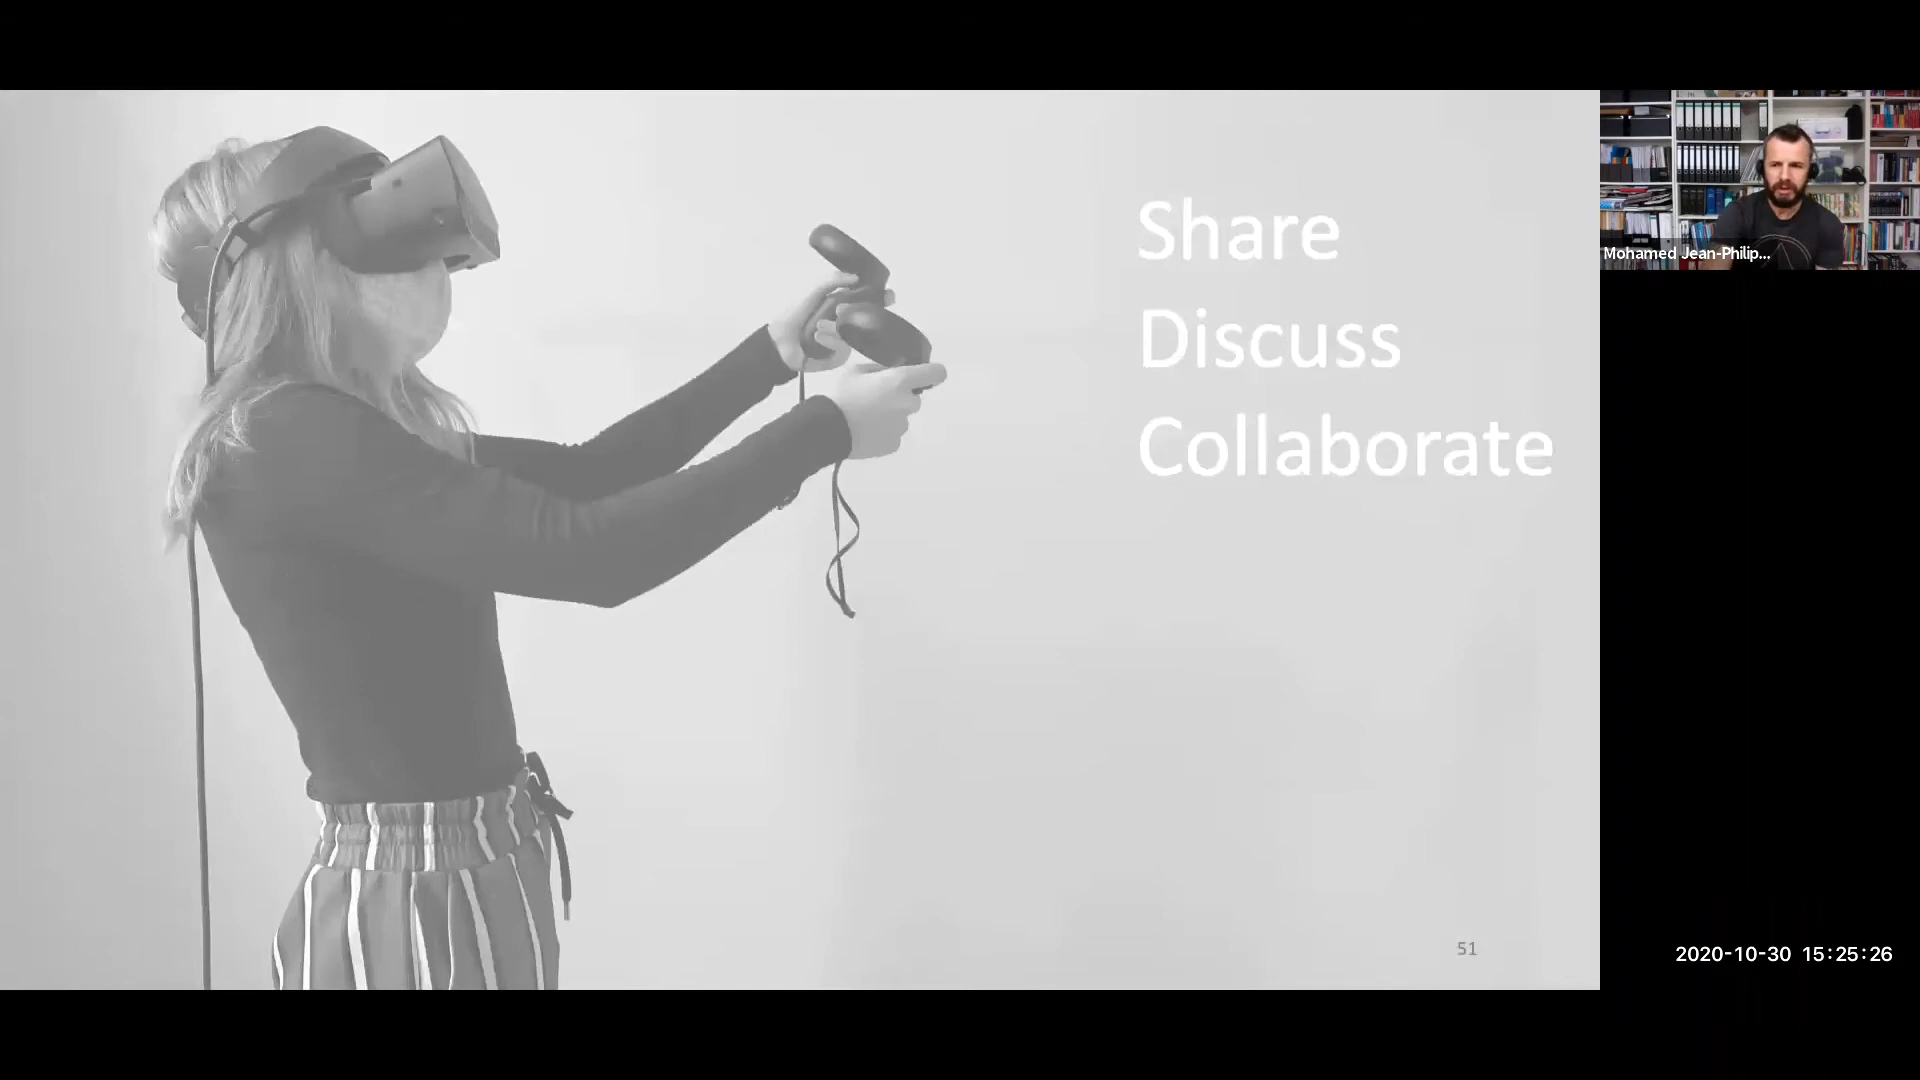 Share
Discuss
Collaborate
Mohamed Jean-Philip...
51
2020-10-30 15:25:26